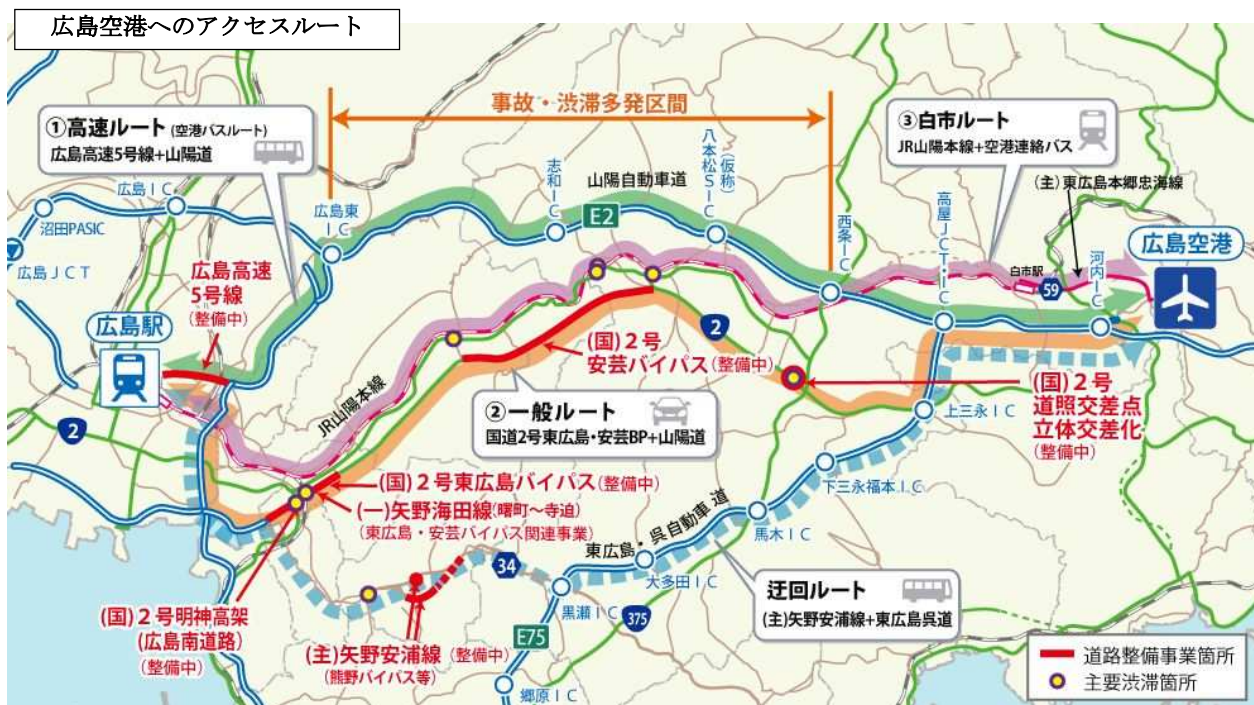 広島空港へのアクセスルート
事故・渋滞多発区間
①高速ルート (空港バスルート)
広島高速5号線+山陽道
③白市ルート
JR山陽本線+空港連絡バス
広島ＩＣ
沼田PASIC
広島ＪＣＴ
広島東
ＩＣ
志和ＩＣ
山陽自動車道
E2
八本松ＳＩＣ
(仮称)
西条ＩＣ
高屋ＪＣＴ・ＩＣ
(主)東広島本郷忠海線
白市駅
59
河内ＩＣ
広島空港
広島高速
5号線
(整備中)
広島駅
2
JR山陽本線
(国)２号
安芸バイパス(整備中)
2
②一般ルート
国道2号東広島・安芸BP+山陽道
(国)２号
道照交差点
立体交差化
(整備中)
上三永ＩＣ
下三永福本ＩＣ
馬木ＩＣ
東広島・呉自動車道
大多田ＩＣ
黒瀬ＩＣ
(国)２号東広島バイパス(整備中)
(一)矢野海田線(曙町～寺迫)
(東広島・安芸バイパス関連事業)
34
375
E75
郷原ＩＣ
迂回ルート
(主)矢野安浦線+東広島呉道
(国)２号明神高架
(広島南道路)
(整備中)
(主)矢野安浦線 (整備中)
(熊野バイパス等)
道路整備事業箇所
主要渋滞箇所